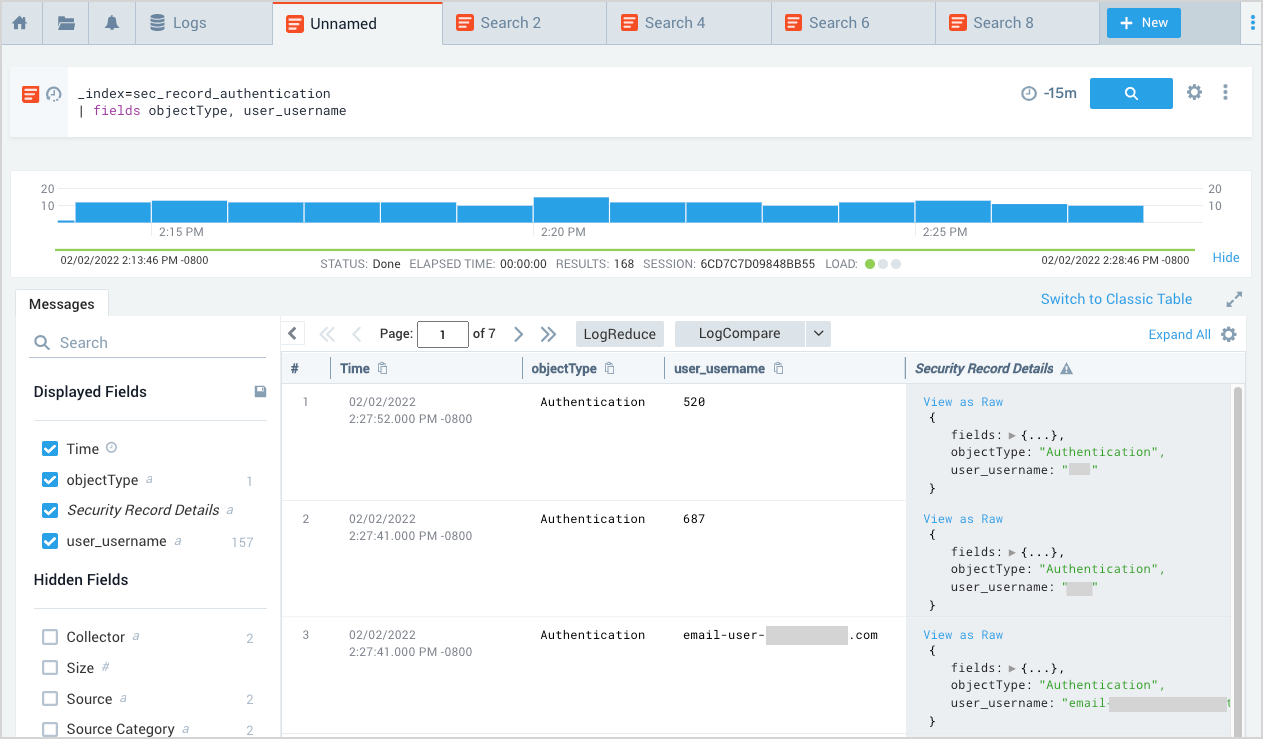 Logs
Unnamed
Search 2
Search 4
Search 6
Search 8
+ New
_index=sec_record_authentication
| fields objectType, user_username
-15m
20
10
20
10
2:15 PM
2:20 PM
2:25 PM
02/02/2022 2:13:46 PM -0800
STATUS: Done ELAPSED TIME: 00:00:00 RESULTS: 168 SESSION: 6CD7C7D09848BB55 LOAD:
02/02/2022 2:28:46 PM -0800
Hide
Messages
Switch to Classic Table
Search
Displayed Fields
Time
objectType a 1
Security Record Details a
user_username a 157
Hidden Fields
Collector a 2
Size #
Source a 2
Source Category a 2
Page: 1 of 7
LogReduce
LogCompare
Expand All
# Time objectType user_username Security Record Details
1 02/02/2022 Authentication 520 View as Raw
2:27:52.000 PM -0800
{
fields: ▶ {...},
objectType: "Authentication",
user_username: " "
}
2 02/02/2022 Authentication 687 View as Raw
2:27:41.000 PM -0800
{
fields: ▶ {...},
objectType: "Authentication",
user_username: " "
}
3 02/02/2022 Authentication email-user- .com View as Raw
2:27:41.000 PM -0800
{
fields: ▶ {...},
objectType: "Authentication",
user_username: "email- t
}